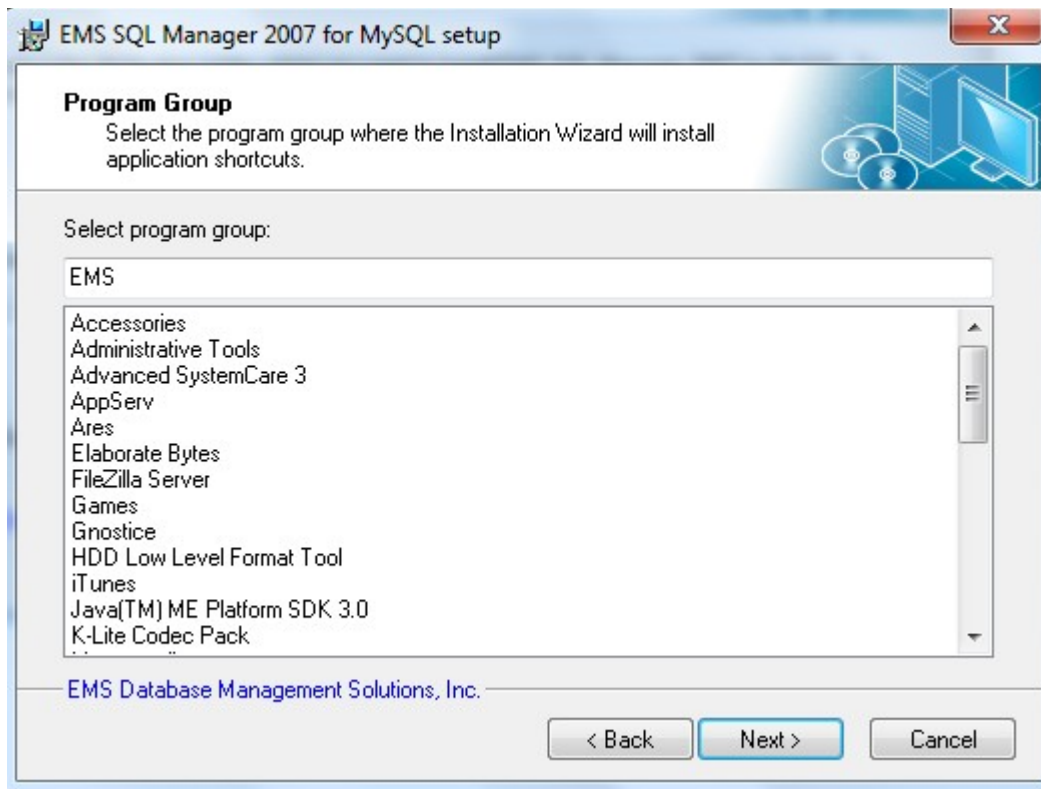 EMS SQL Manager 2007 for MySQL setup
Program Group
Select the program group where the Installation Wizard will install
application shortcuts.
Select program group:
EMS
Accessories
Administrative Tools
Advanced SystemCare 3
AppServ
Ares
Elaborate Bytes
FileZilla Server
Games
Gnostice
HDD Low Level Format Tool
iTunes
Java(TM) ME Platform SDK 3.0
K-Lite Codec Pack
EMS Database Management Solutions, Inc.
< Back Next > Cancel